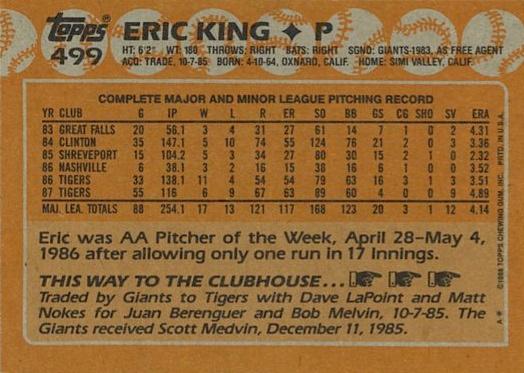 Topps® ERIC KING ✦ P
499 HT: 6'2" WT: 180 THROWS: RIGHT BATS: RIGHT SGND: GIANTS-1983, AS FREE AGENT
ACQ: TRADE, 10-7-85 BORN: 4-10-64, OXNARD, CALIF. HOME: SIMI VALLEY, CALIF.
COMPLETE MAJOR AND MINOR LEAGUE PITCHING RECORD
YR CLUB G IP W L R ER SO BB GS CG SHO SV ERA
83 GREAT FALLS 20 56.1 3 4 31 27 61 14 7 1 0 2 4.31
84 CLINTON 35 147.1 5 10 74 55 124 76 21 2 0 3 3.36
85 SHREVEPORT 15 104.2 5 3 34 27 80 30 15 2 1 0 2.32
86 NASHVILLE 6 38.1 3 2 16 15 38 16 6 1 0 0 3.52
86 TIGERS 33 138.1 11 4 54 54 79 63 16 3 1 3 3.51
87 TIGERS 55 116 6 9 67 63 89 60 4 0 0 9 4.89
MAJ. LEA. TOTALS 88 254.1 17 13 121 117 168 123 20 3 1 12 4.14
Eric was AA Pitcher of the Week, April 28–May 4,
1986 after allowing only one run in 17 Innings.
THIS WAY TO THE CLUBHOUSE...
Traded by Giants to Tigers with Dave LaPoint and Matt
Nokes for Juan Berenguer and Bob Melvin, 10-7-85. The
Giants received Scott Medvin, December 11, 1985.
A*
©1988 TOPPS CHEWING GUM, INC. PRTD. IN U.S.A.